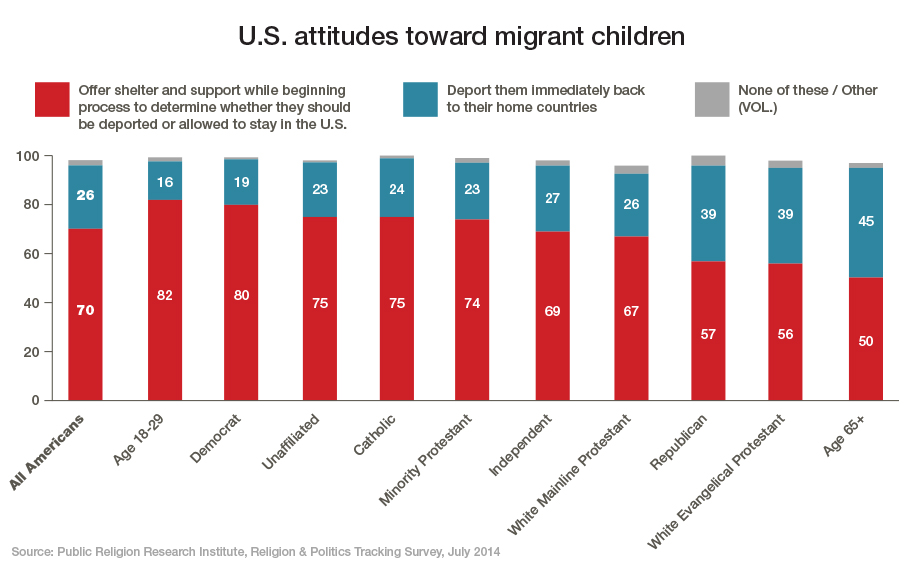 U.S. attitudes toward migrant children
Offer shelter and support while beginning
process to determine whether they should
be deported or allowed to stay in the U.S.
Deport them immediately back
to their home countries
None of these / Other
(VOL.)
100
80
60
40
20
0
26
16
19
23
24
23
27
26
39
39
45
70
82
80
75
75
74
69
67
57
56
50
All Americans
Age 18-29
Democrat
Unaffiliated
Catholic
Minority Protestant
Independent
White Mainline Protestant
Republican
White Evangelical Protestant
Age 65+
Source: Public Religion Research Institute, Religion & Politics Tracking Survey, July 2014